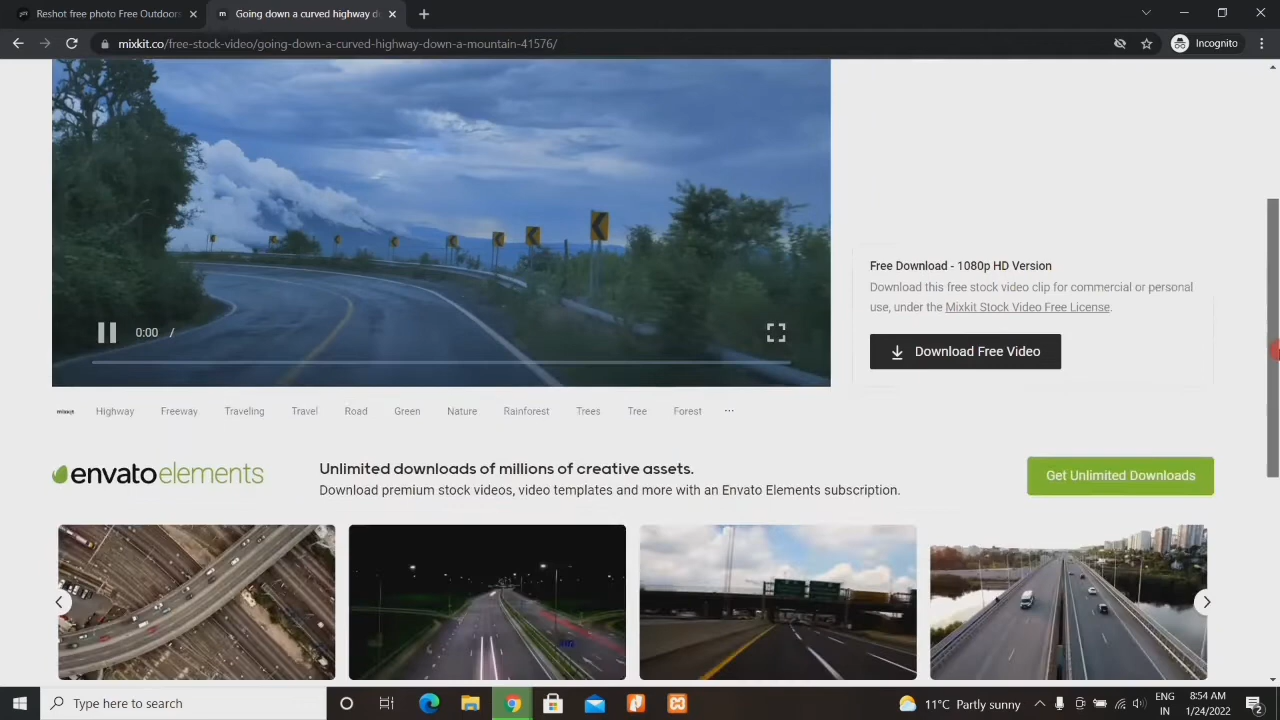 Reshot free photo Free Outdoor
Going down a curved highway d
mixkit.co/free-stock-video/going-down-a-curved-highway-down-a-mountain-41576/
Incognito
0:00 /
Free Download - 1080p HD Version
Download this free stock video clip for commercial or personal
use, under the Mixkit Stock Video Free License.
Download Free Video
mixkit Highway Freeway Traveling Travel Road Green Nature Rainforest Trees Tree Forest ...
envatoelements
Unlimited downloads of millions of creative assets.
Download premium stock videos, video templates and more with an Envato Elements subscription.
Get Unlimited Downloads
Type here to search
11°C Partly sunny
ENG
IN
8:54 AM
1/24/2022
2